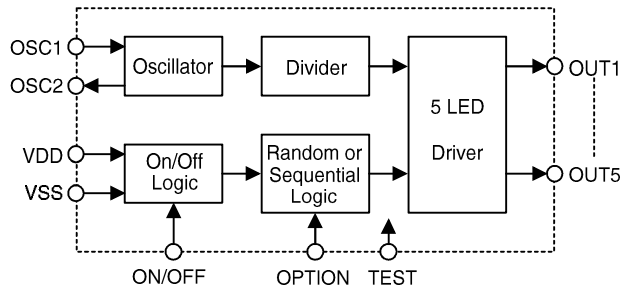 OSC1
OSC2
Oscillator
Divider
5 LED
Driver
OUT1
OUT5
VDD
VSS
On/Off
Logic
Random or
Sequential
Logic
ON/OFF
OPTION
TEST